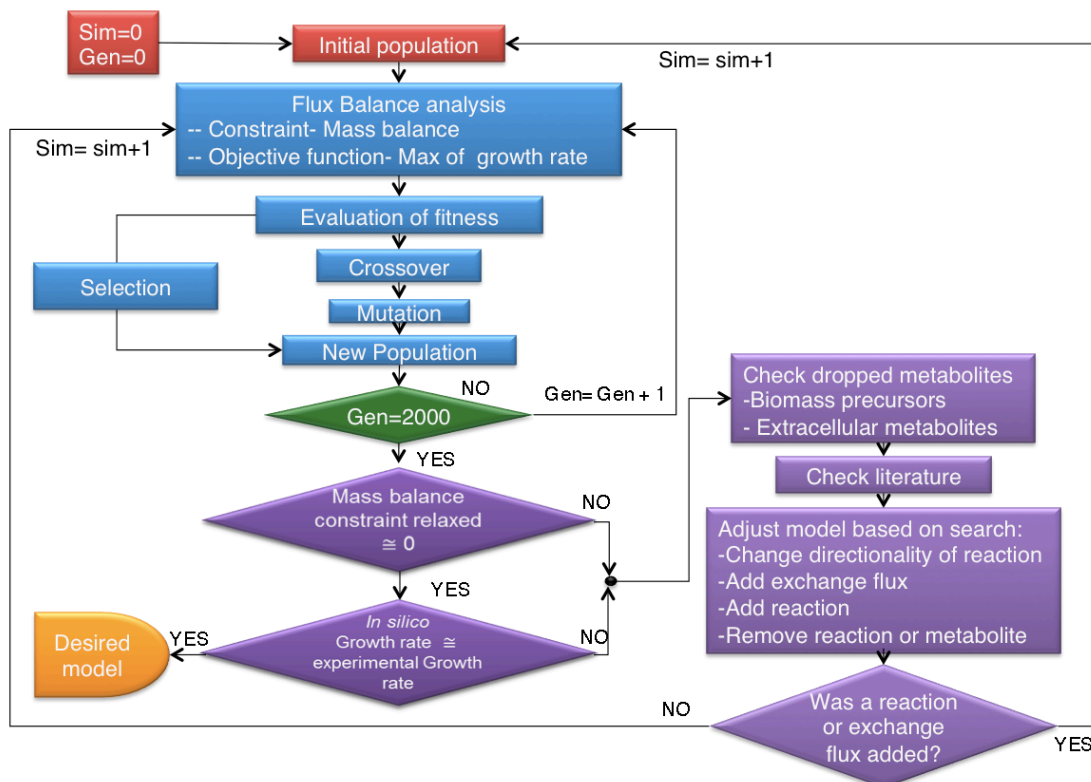 Sim=0
Gen=0
Initial population
Sim= sim+1
Flux Balance analysis
-- Constraint- Mass balance
-- Objective function- Max of  growth rate
Sim= sim+1
Evaluation of fitness
Crossover
Selection
Mutation
New Population
NO
Gen= Gen + 1
Gen=2000
YES
Check dropped metabolites
-Biomass precursors
- Extracellular metabolites
Check literature
Mass balance
constraint relaxed
≅ 0
NO
YES
Adjust model based on search:
-Change directionality of reaction
-Add exchange flux
-Add reaction
-Remove reaction or metabolite
In silico
Growth rate ≅
experimental Growth
rate
NO
YES
Desired
model
Was a reaction
or exchange
flux added?
NO
YES